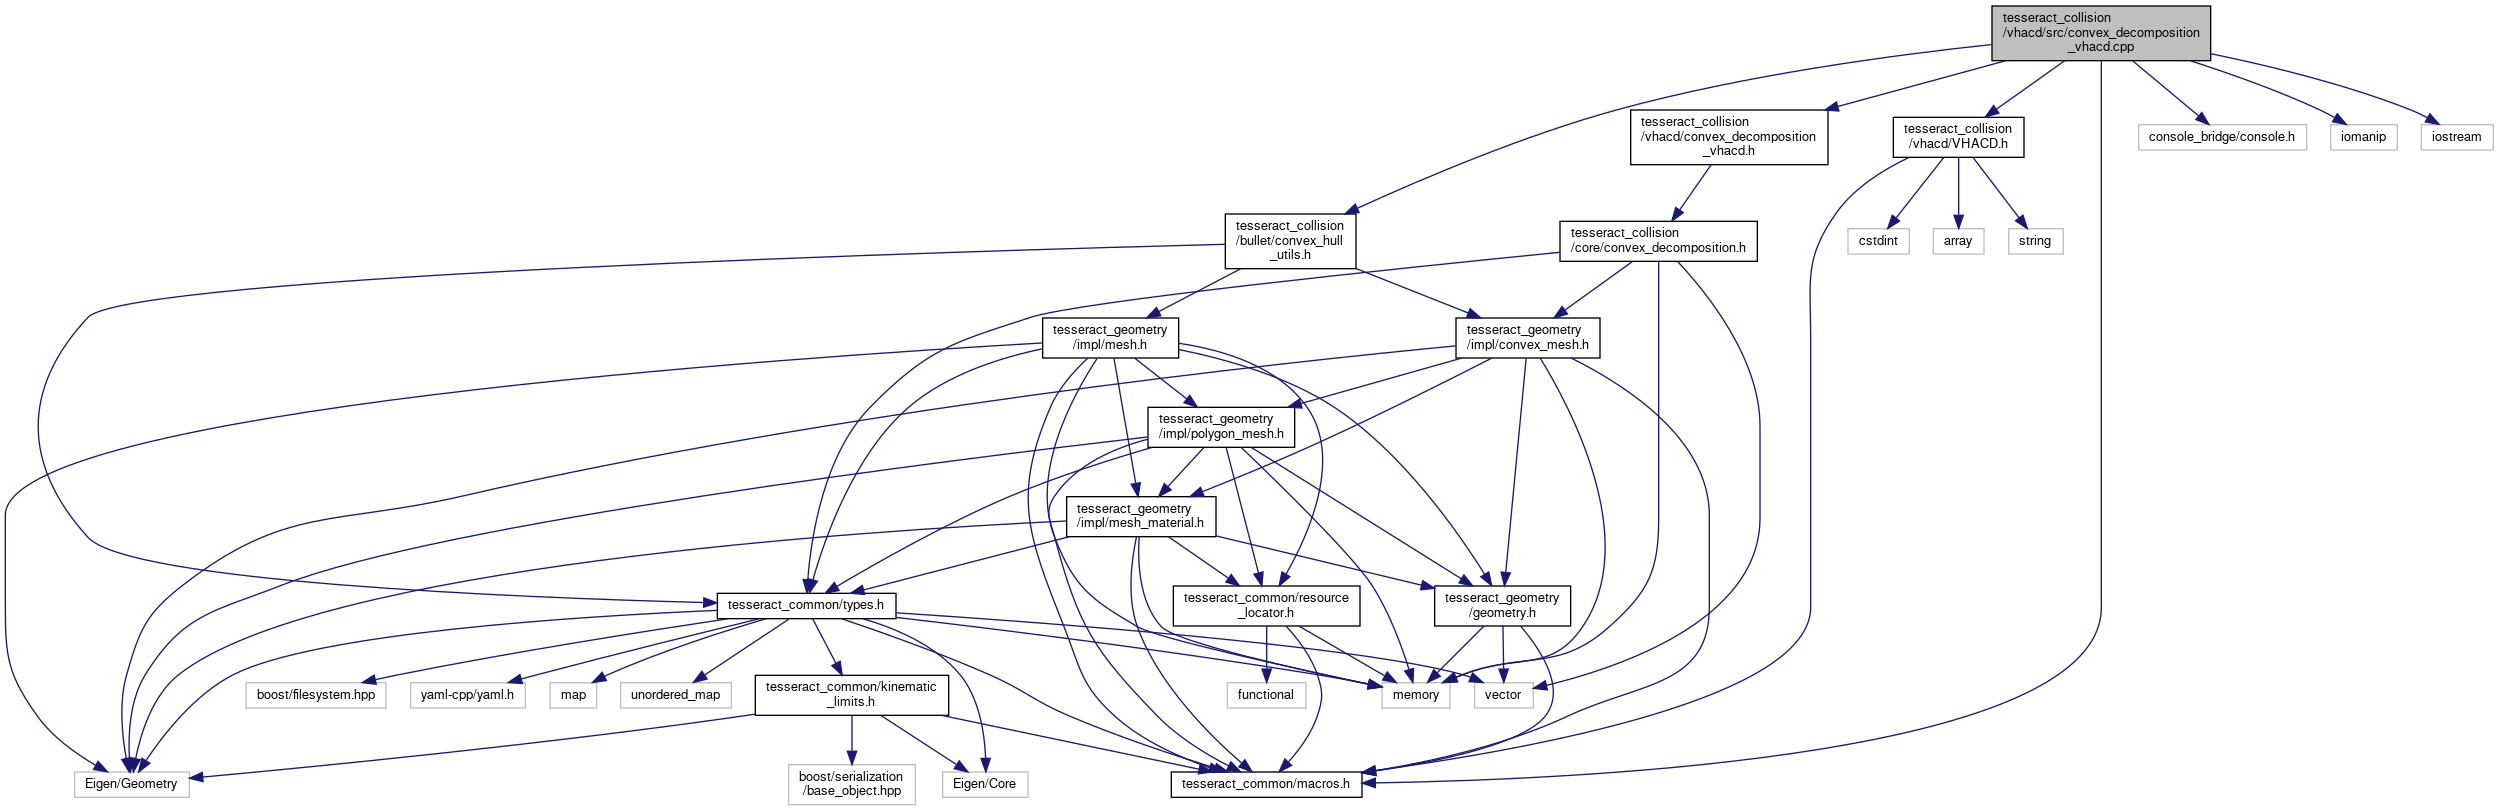 tesseract_collision
/vhacd/src/convex_decomposition
_vhacd.cpp
tesseract_collision
/vhacd/convex_decomposition
_vhacd.h
tesseract_collision
/vhacd/VHACD.h
console_bridge/console.h
iomanip
iostream
tesseract_collision
/bullet/convex_hull
_utils.h
tesseract_collision
/core/convex_decomposition.h
cstdint
array
string
tesseract_geometry
/impl/mesh.h
tesseract_geometry
/impl/convex_mesh.h
tesseract_geometry
/impl/polygon_mesh.h
tesseract_geometry
/impl/mesh_material.h
tesseract_common/types.h
tesseract_common/resource
_locator.h
tesseract_geometry
/geometry.h
boost/filesystem.hpp
yaml-cpp/yaml.h
map
unordered_map
tesseract_common/kinematic
_limits.h
functional
memory
vector
Eigen/Geometry
boost/serialization
/base_object.hpp
Eigen/Core
tesseract_common/macros.h